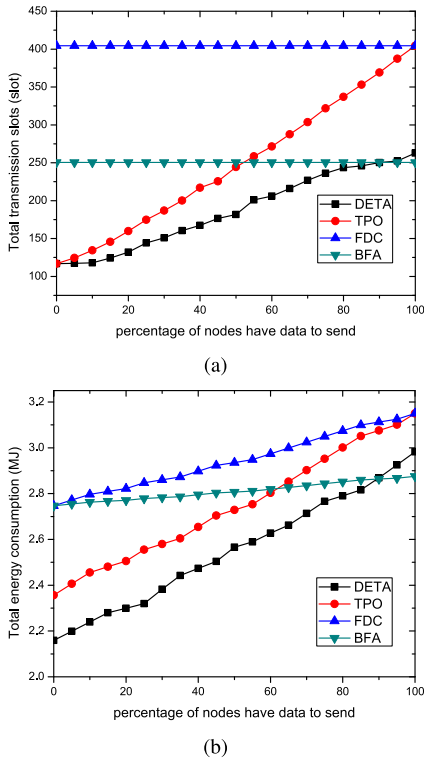 (a)
Total transmission slots (slot)
450
400
350
300
250
200
150
100
DETA
TPO
FDC
BFA
0 20 40 60 80 100
percentage of nodes have data to send
(a)
Total energy consumption (MJ)
3,2
3,0
2.8
2.6
2.4
2.2
2.0
DETA
TPO
FDC
BFA
0 20 40 60 80 100
percentage of nodes have data to send
(b)